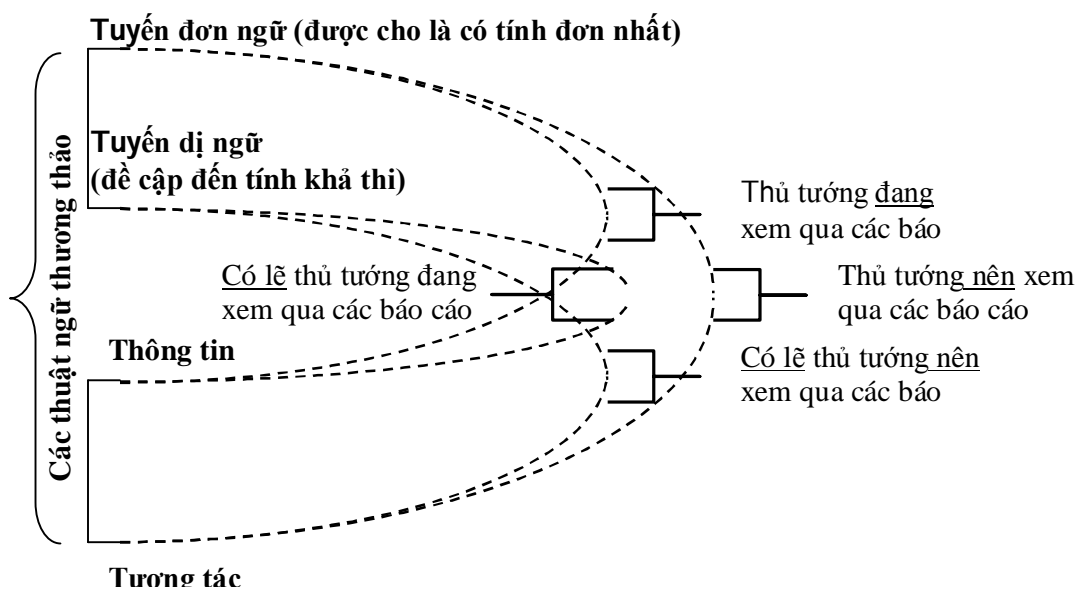 Tuyến đơn ngữ (được cho là có tính đơn nhất)
Các thuật ngữ thương thảo
Tuyến dị ngữ
(đề cập đến tính khả thi)
Thủ tướng đang
xem qua các báo
Có lẽ thủ tướng đang
xem qua các báo cáo
Thủ tướng nên xem
qua các báo cáo
Thông tin
Có lẽ thủ tướng nên
xem qua các báo
Tương tác